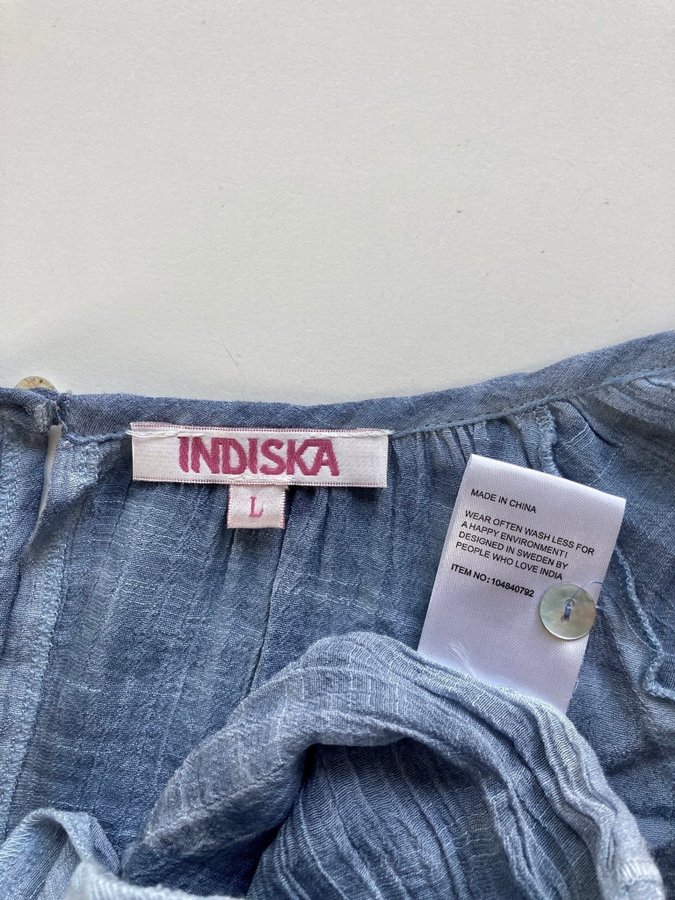 INDISKA
L
MADE IN CHINA
WEAR OFTEN WASH LESS FOR
A HAPPY ENVIRONMENT!
DESIGNED IN SWEDEN BY
PEOPLE WHO LOVE INDIA
ITEM NO: 104840792